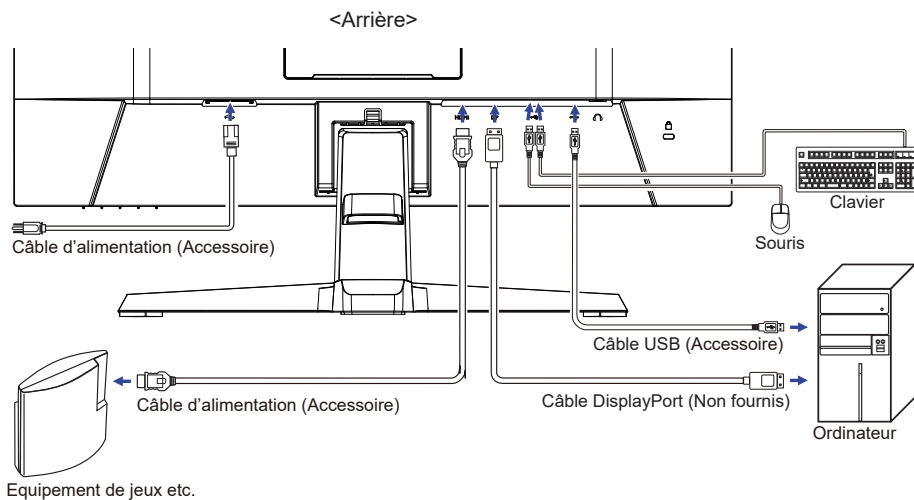 <Arrière>
HDMI
Clavier
Souris
Câble d'alimentation (Accessoire)
Câble USB (Accessoire)
Câble d'alimentation (Accessoire)
Câble DisplayPort (Non fournis)
Ordinateur
Equipement de jeux etc.